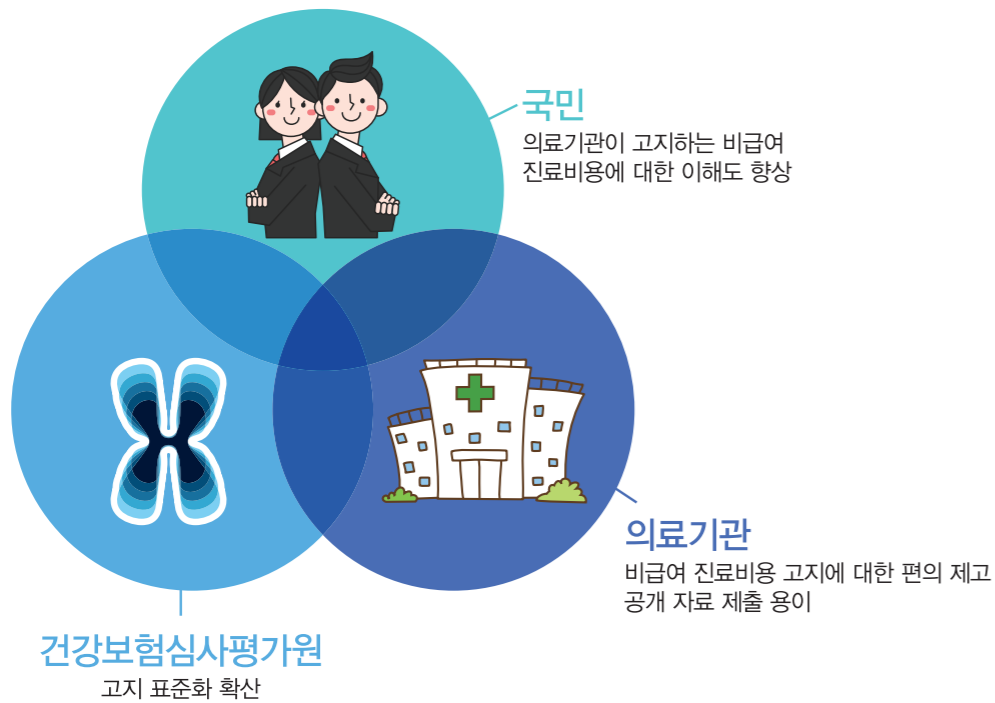 국민
의료기관이 고지하는 비급여
진료비용에 대한 이해도 향상
의료기관
비급여 진료비용 고지에 대한 편의 제고
공개 자료 제출 용이
건강보험심사평가원
고지 표준화 확산